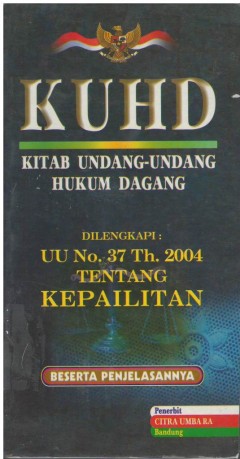 KUHD
KITAB UNDANG-UNDANG
HUKUM DAGANG
DILENGKAPI :
UU No. 37 Th. 2004
TENTANG
KEPAILITAN
BESERTA PENJELASANNYA
Penerbit
CITRA UMBARA
Bandung